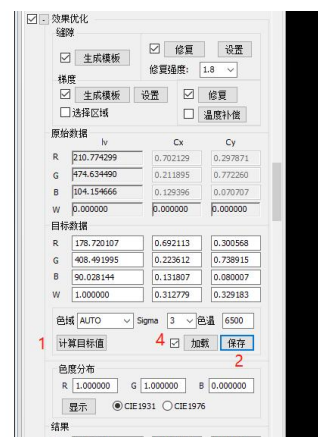 效果优化
缝隙
生成模板 修复 设置
修复强度: 1.8
梯度
生成模板 设置 修复
选择区域 温度补偿
原始数据
lv Cx Cy
R 210.774299 0.702129 0.297871
G 474.634490 0.211895 0.772260
B 104.154666 0.129396 0.070707
W 0.000000 0.000000 0.000000
目标数据
R 178.720107 0.692113 0.300568
G 408.491995 0.223612 0.738915
B 90.028144 0.131807 0.080007
W 1.000000 0.312779 0.329183
色域 AUTO Sigma 3 色温 6500
1 计算目标值 4 加载 保存
2
色度分布
R 1.000000 G 1.000000 B 0.000000
显示 CIE1931 CIE1976
结果